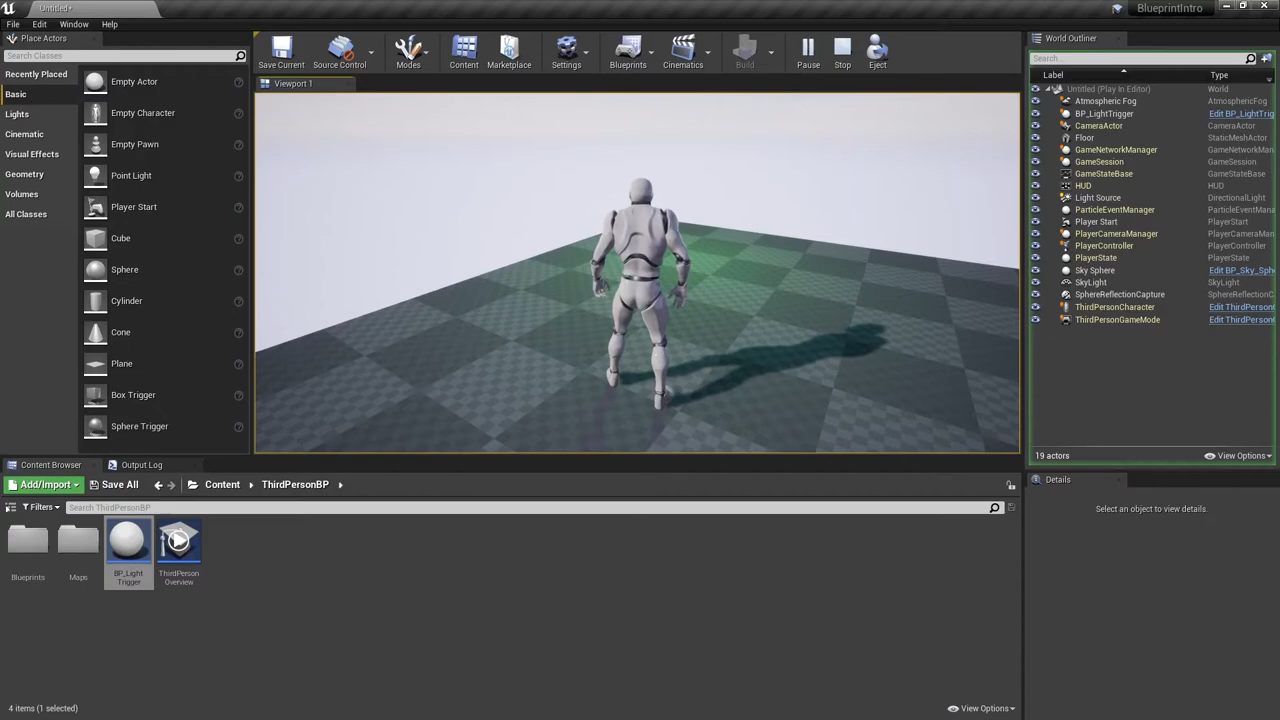 Untitled*
BlueprintIntro
File Edit Window Help
Place Actors
Search Classes
Recently Placed
Basic
Lights
Cinematic
Visual Effects
Geometry
Volumes
All Classes
Empty Actor
Empty Character
Empty Pawn
Point Light
Player Start
Cube
Sphere
Cylinder
Cone
Plane
Box Trigger
Sphere Trigger
Save Current
Source Control
Modes
Content
Marketplace
Settings
Blueprints
Cinematics
Build
Pause
Stop
Eject
Viewport 1
World Outliner
Search...
Label Type
Untitled (Play In Editor) World
Atmospheric Fog AtmosphericFog
BP_LightTrigger Edit BP_LightTrig
CameraActor CameraActor
Floor StaticMeshActor
GameNetworkManager GameNetworkMan
GameSession GameSession
GameStateBase GameStateBase
HUD HUD
Light Source DirectionalLight
ParticleEventManager ParticleEventMana
Player Start PlayerStart
PlayerCameraManager PlayerCameraMan
PlayerController PlayerController
PlayerState PlayerState
Sky Sphere Edit BP_Sky_Sph
SkyLight SkyLight
SphereReflectionCapture SphereReflectionC
ThirdPersonCharacter Edit ThirdPerson
ThirdPersonGameMode Edit ThirdPerson
19 actors View Options
Details
Select an object to view details.
Content Browser Output Log
Add/Import Save All Content ThirdPersonBP
Filters Search ThirdPersonBP
Blueprints
Maps
BP_Light
Trigger
ThirdPerson
Overview
4 items (1 selected) View Options